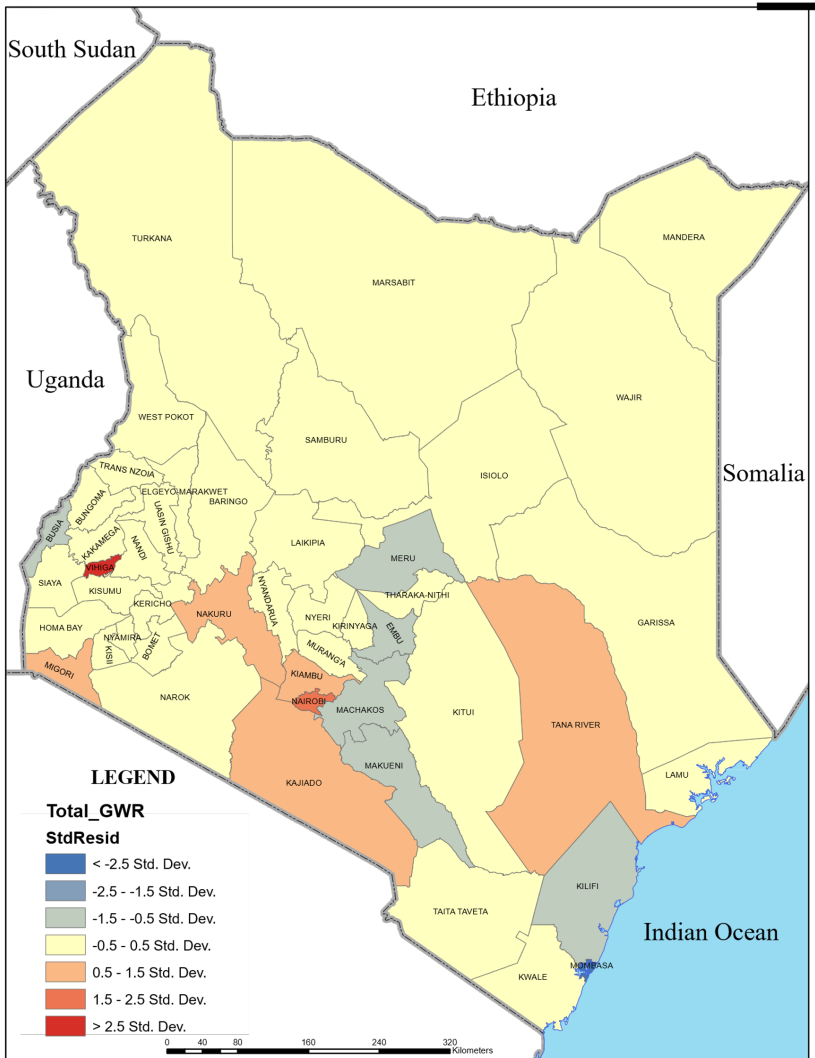 South Sudan
Ethiopia
MANDERA
TURKANA
MARSABIT
Uganda
WAJIR
WEST POKOT
SAMBURU
ISIOLO
Somalia
TRANS NZOIA
ELGEYO-MARAKWET
BARINGO
BUNGOMA
UASIN GISHU
BUSIA
KAKAMEGA
NANDI
LAIKIPIA
MERU
VIHIGA
SIAYA
KISUMU
THARAKA-NITHI
KERICHO
NAKURU
NYANDARUA
NYERI
KIRINYAGA
EMBU
GARISSA
HOMA BAY
NYAMIRA
KISII
BOMET
MURANG'A
MIGORI
KIAMBU
NAROK
NAIROBI
MACHAKOS
KITUI
TANA RIVER
MAKUENI
LAMU
KAJIADO
KILIFI
TAITA TAVETA
Indian Ocean
MOMBASA
KWALE
LEGEND
Total_GWR
StdResid
< -2.5 Std. Dev.
-2.5 - -1.5 Std. Dev.
-1.5 - -0.5 Std. Dev.
-0.5 - 0.5 Std. Dev.
0.5 - 1.5 Std. Dev.
1.5 - 2.5 Std. Dev.
> 2.5 Std. Dev.
0 40 80 160 240 320
Kilometers